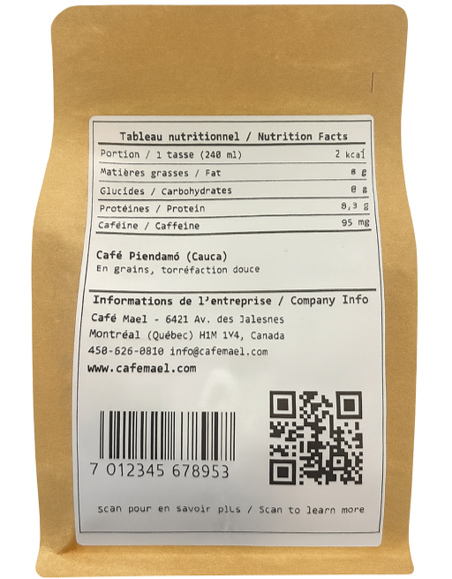 Tableau nutritionnel / Nutrition Facts
Portion / 1 tasse (240 ml) 2 kcal
Matières grasses / Fat 0 g
Glucides / Carbohydrates 0 g
Protéines / Protein 0,3 g
Caféine / Caffeine 95 mg
Café Piendamó (Cauca)
En grains, torréfaction douce
Informations de l'entreprise / Company Info
Café Mael - 6421 Av. des Jalesnes
Montréal (Québec) H1M 1V4, Canada
450-626-0810 info@cafemael.com
www.cafemael.com
7 012345 678953
Scan pour en savoir plus / Scan to learn more